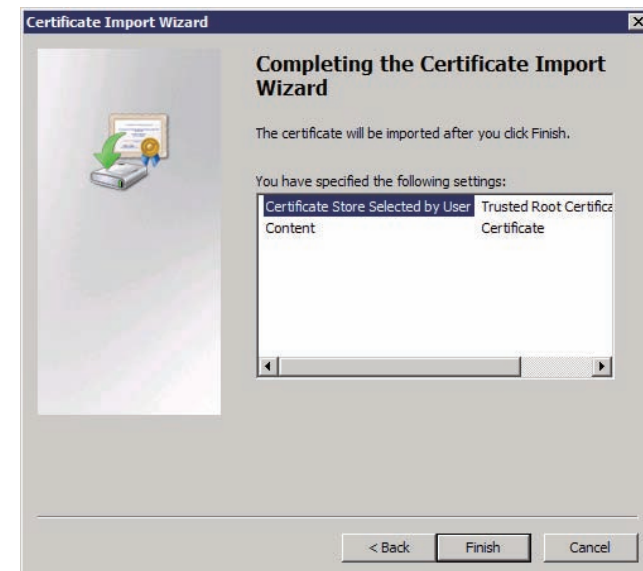 Certificate Import Wizard
Completing the Certificate Import
Wizard
The certificate will be imported after you click Finish.
You have specified the following settings:
Certificate Store Selected by User Trusted Root Certifica
Content Certificate
< Back Finish Cancel